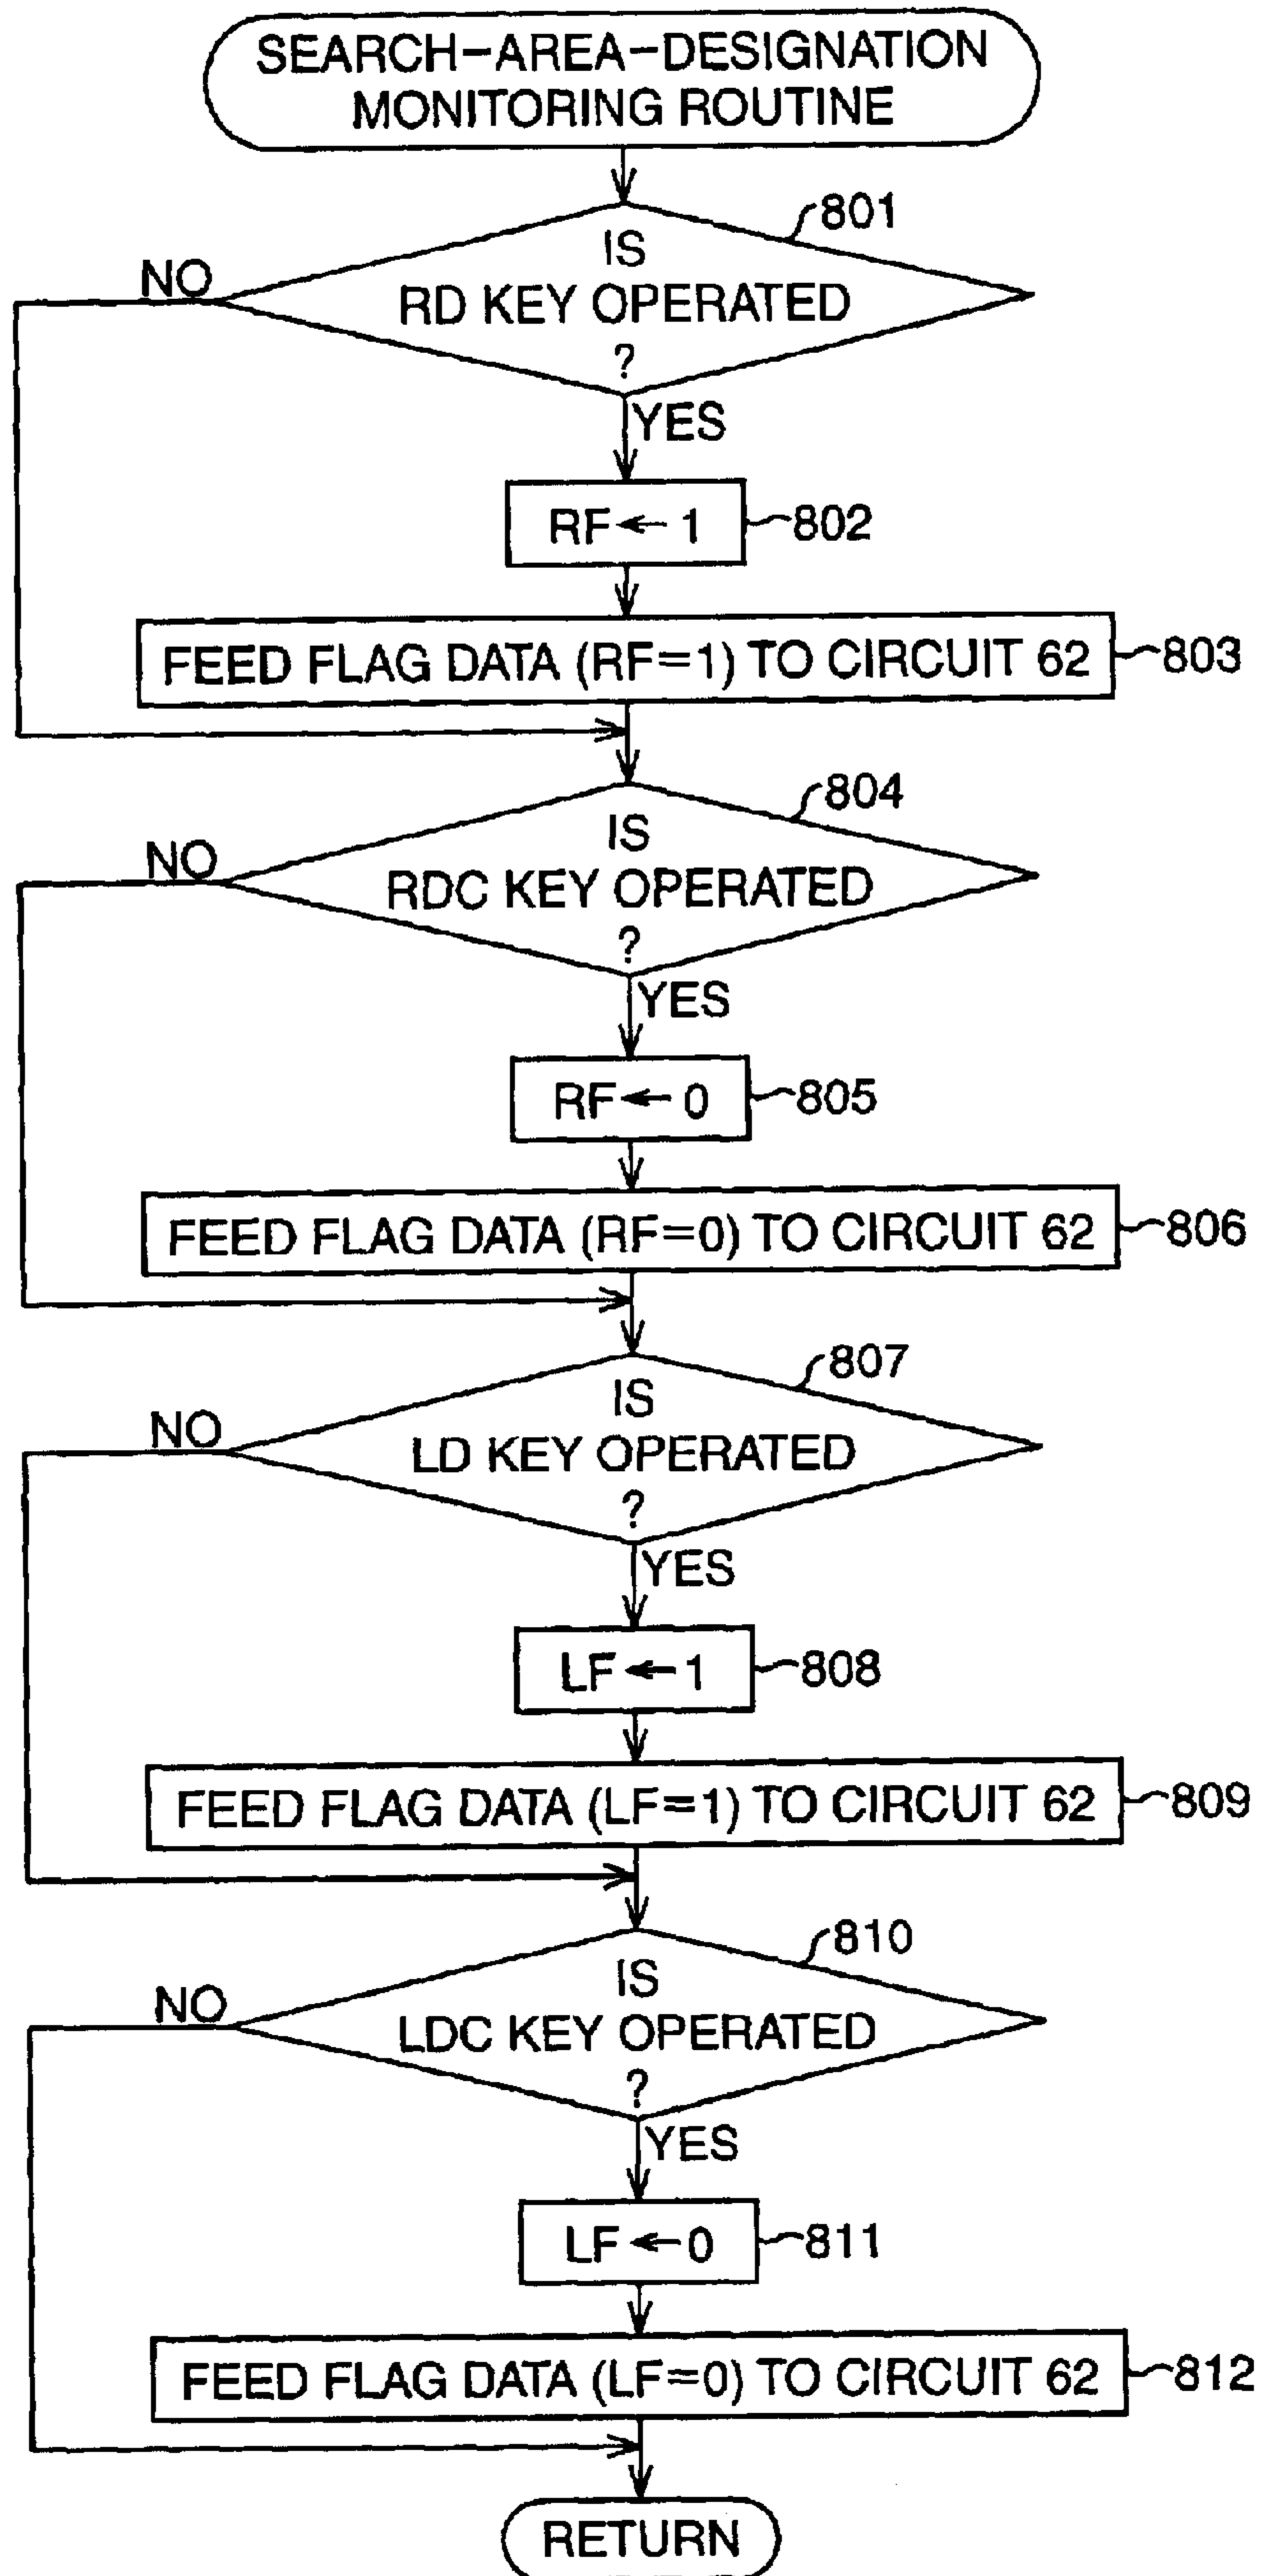 SEARCH-AREA-DESIGNATION
MONITORING ROUTINE
801
IS
RD KEY OPERATED
?
NO
YES
RF ← 1
802
FEED FLAG DATA (RF=1) TO CIRCUIT 62
803
804
IS
RDC KEY OPERATED
?
NO
YES
RF ← 0
805
FEED FLAG DATA (RF=0) TO CIRCUIT 62
806
807
IS
LD KEY OPERATED
?
NO
YES
LF ← 1
808
FEED FLAG DATA (LF=1) TO CIRCUIT 62
809
810
IS
LDC KEY OPERATED
?
NO
YES
LF ← 0
811
FEED FLAG DATA (LF=0) TO CIRCUIT 62
812
RETURN